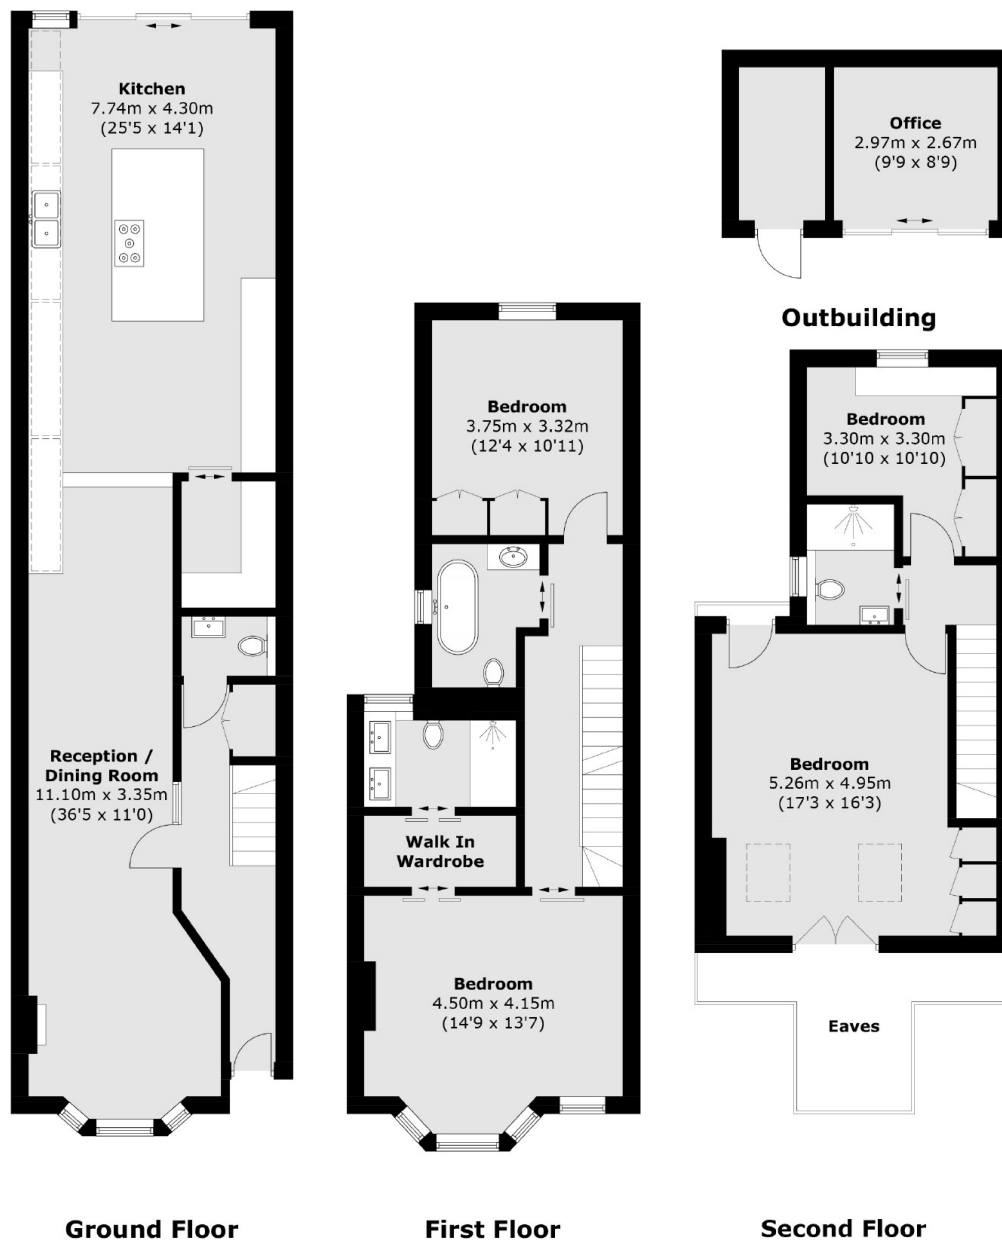 Kitchen
7.74m x 4.30m
(25'5 x 14'1)
Reception /
Dining Room
11.10m x 3.35m
(36'5 x 11'0)
Ground Floor
Bedroom
3.75m x 3.32m
(12'4 x 10'11)
Walk In
Wardrobe
Bedroom
4.50m x 4.15m
(14'9 x 13'7)
First Floor
Office
2.97m x 2.67m
(9'9 x 8'9)
Outbuilding
Bedroom
3.30m x 3.30m
(10'10 x 10'10)
Bedroom
5.26m x 4.95m
(17'3 x 16'3)
Eaves
Second Floor